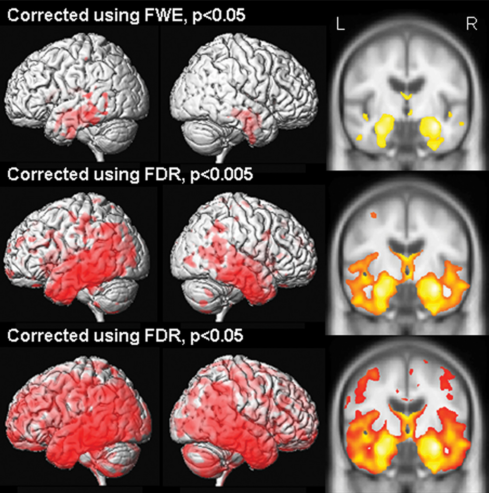 Corrected using FWE, p<0.05
L R
Corrected using FDR, p<0.005
Corrected using FDR, p<0.05